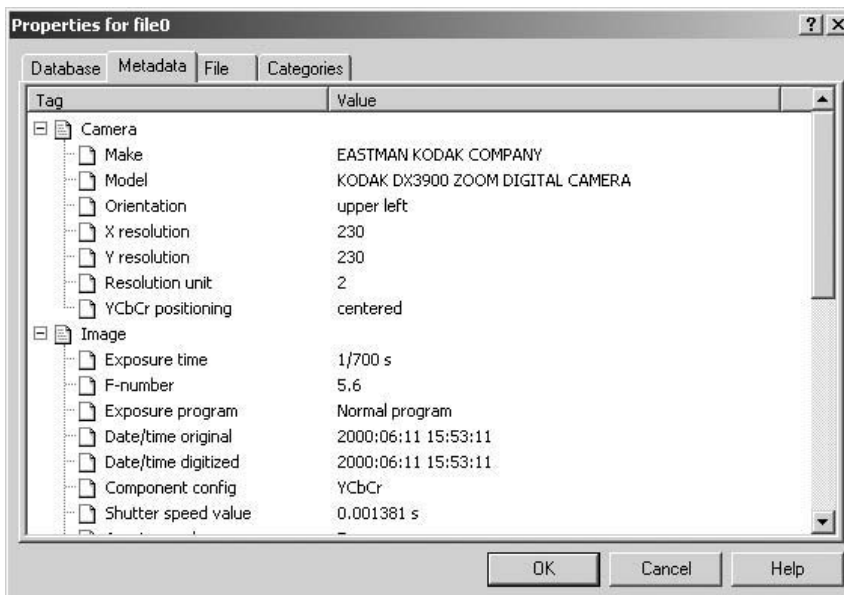 Properties for file0
Database Metadata File Categories
Tag Value
Camera
Make EASTMAN KODAK COMPANY
Model KODAK DX3900 ZOOM DIGITAL CAMERA
Orientation upper left
X resolution 230
Y resolution 230
Resolution unit 2
YCbCr positioning centered
Image
Exposure time 1/700 s
F-number 5.6
Exposure program Normal program
Date/time original 2000:06:11 15:53:11
Date/time digitized 2000:06:11 15:53:11
Component config YCbCr
Shutter speed value 0.001381 s
OK Cancel Help